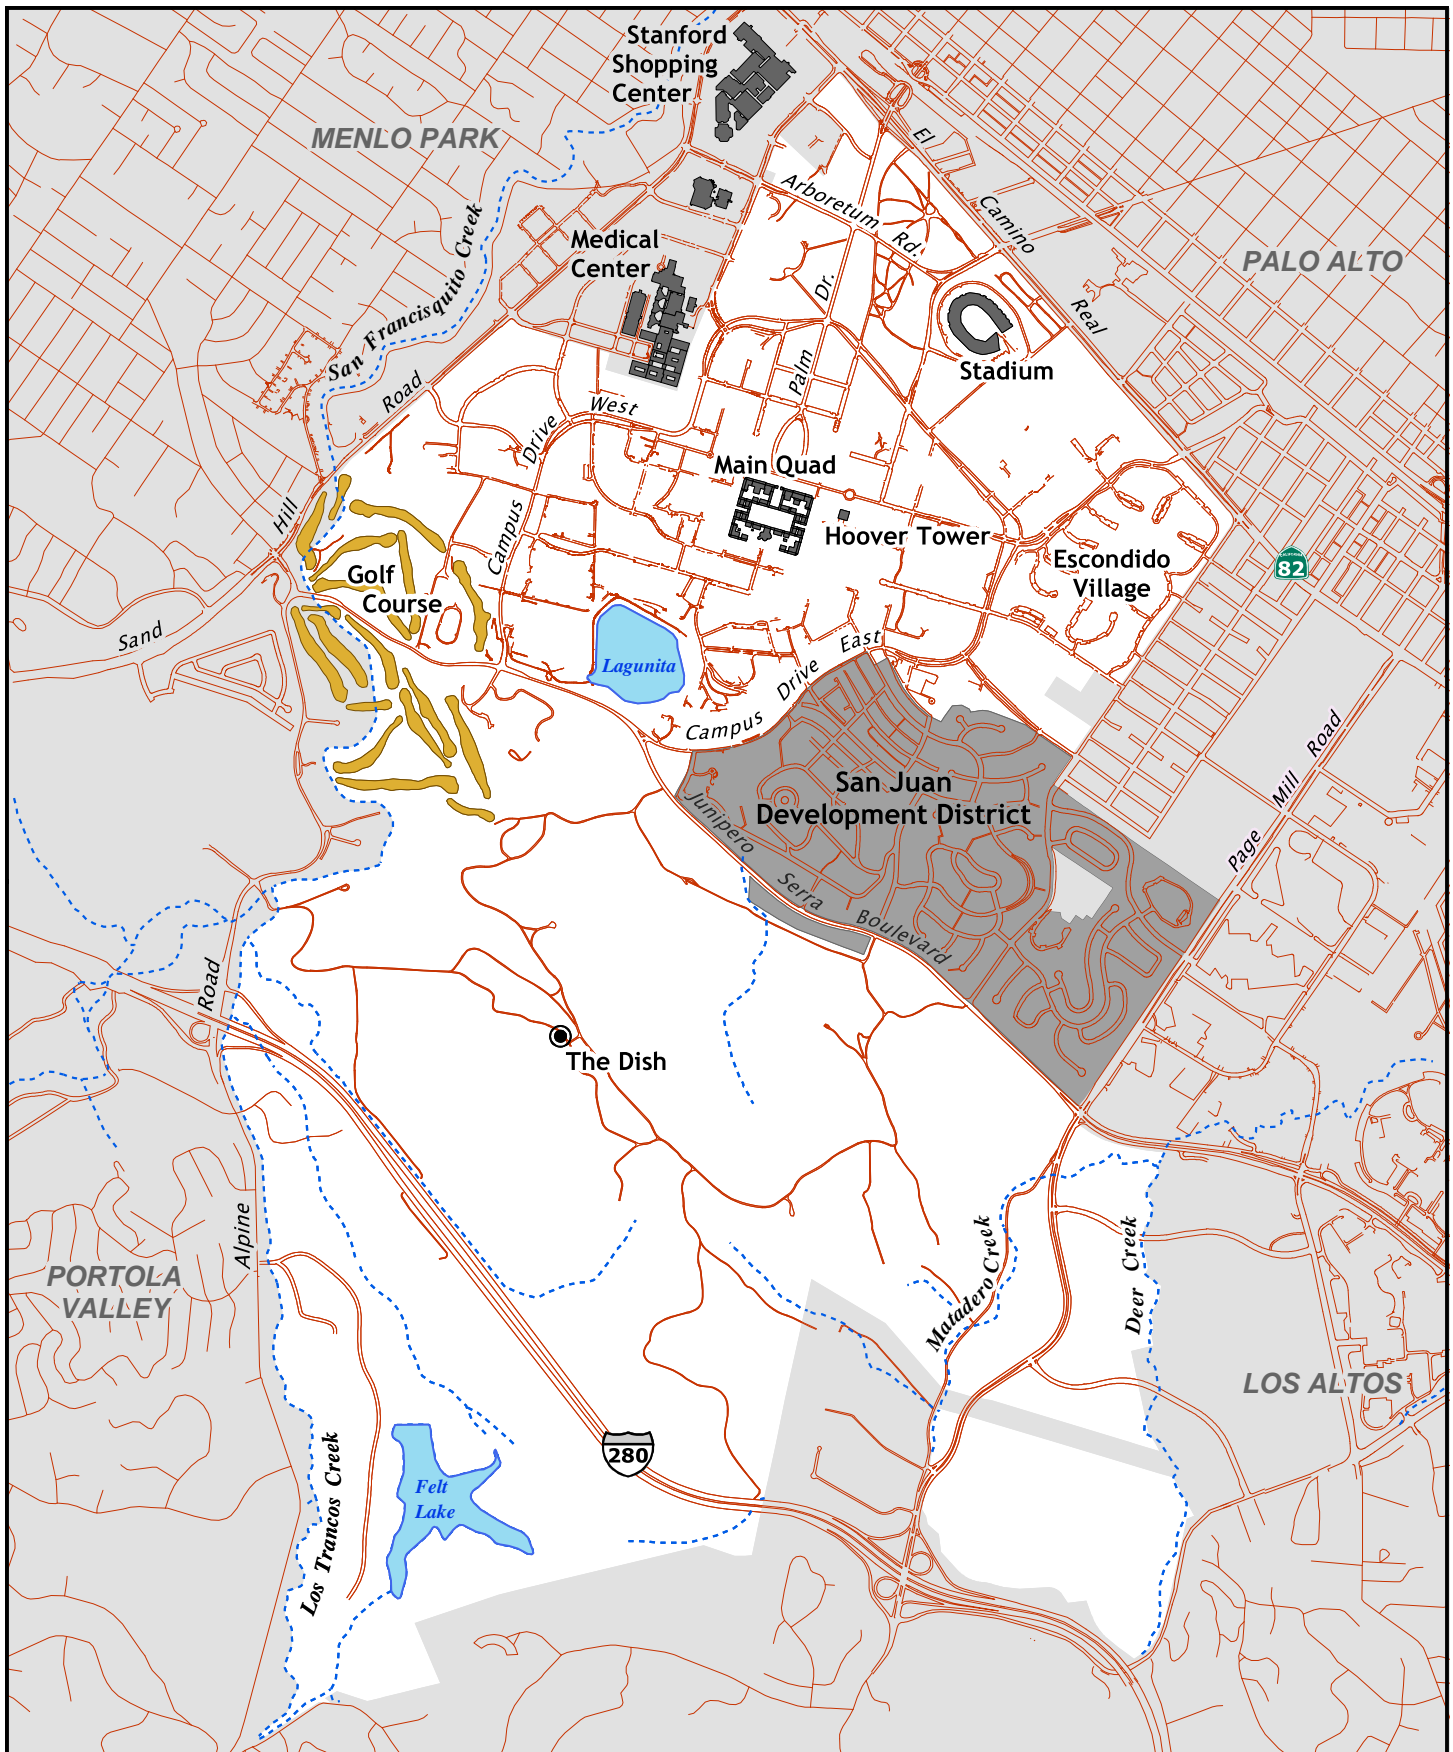 Stanford
Shopping
Center
MENLO PARK
El
Camino
Real
Arboretum Rd.
San Francisquito Creek
Medical
Center
PALO ALTO
Palm Dr.
Stadium
Sand Hill Road
Campus Drive West
Main Quad
Hoover Tower
Escondido
Village
CALIFORNIA
82
Golf
Course
Lagunita
Campus Drive East
San Juan
Development District
Page Mill Road
Junipero Serra Boulevard
Alpine Road
The Dish
PORTOLA
VALLEY
Matadero Creek
Deer Creek
LOS ALTOS
Los Trancos Creek
280
Felt
Lake